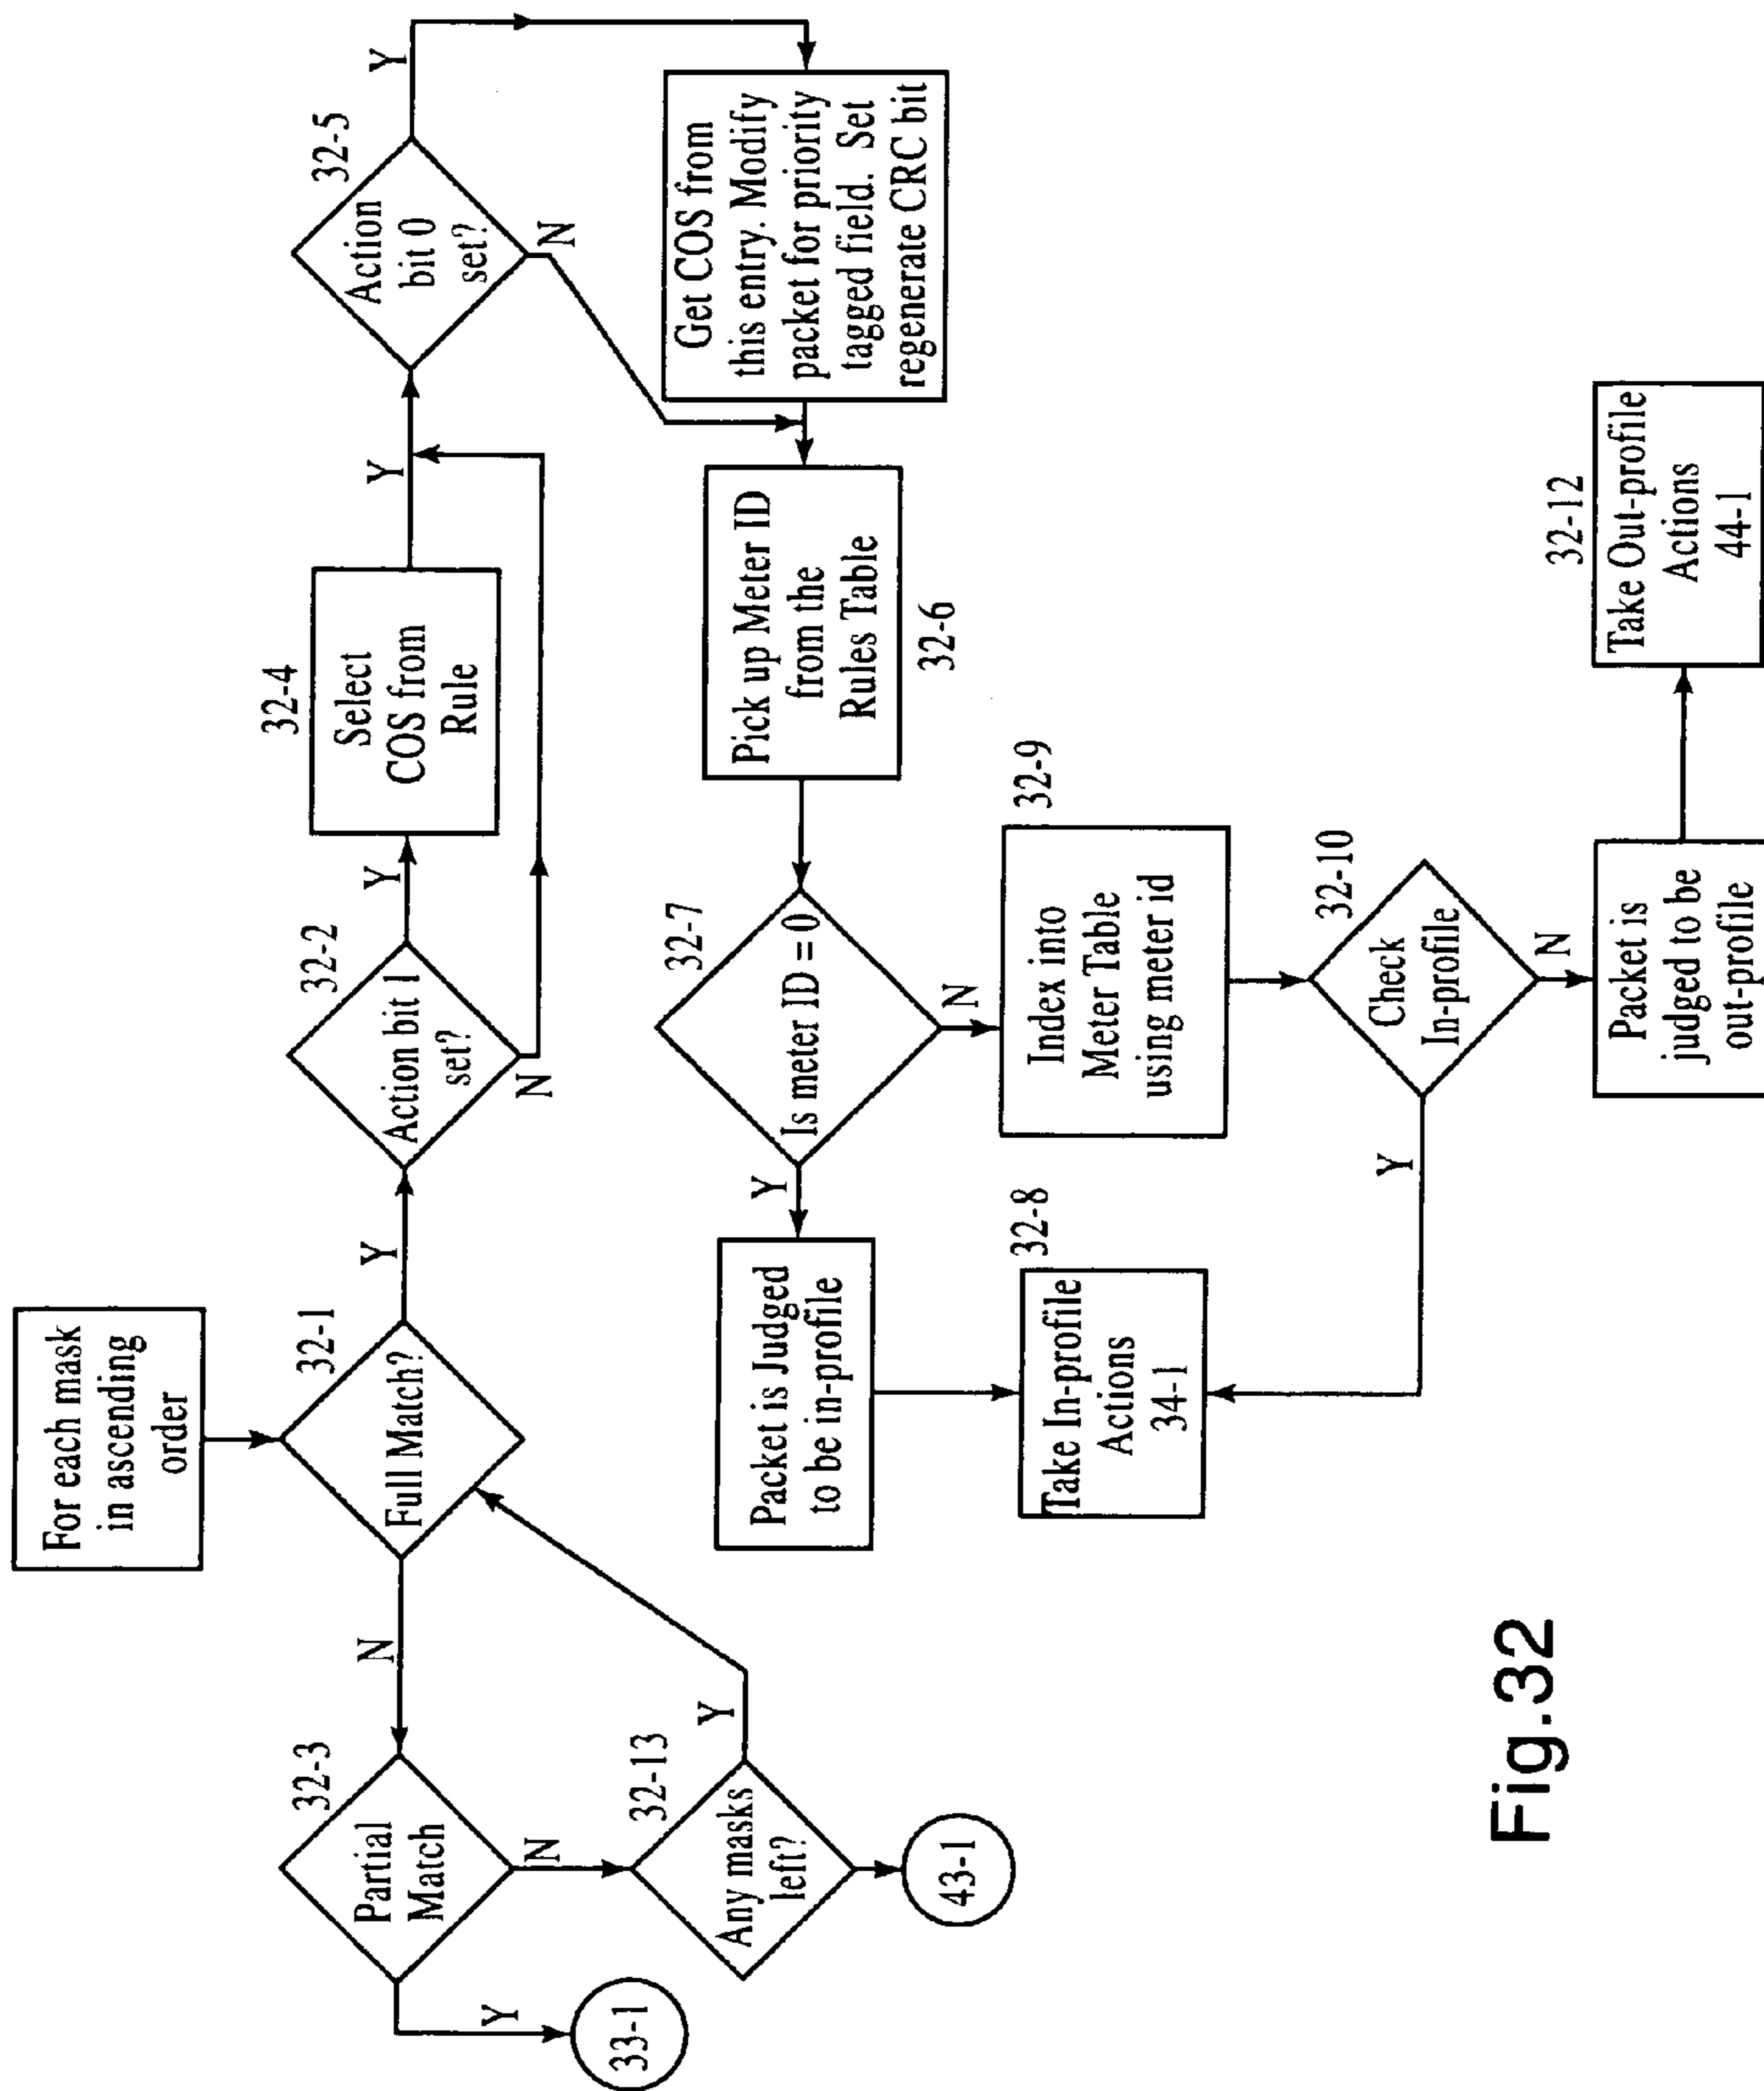 For each mask
in ascending
order
32-1
Full Match?
Y
N
32-2
Action bit 1
set?
Y
N
32-4
Select
COS from
Rule
Y
32-5
Action
bit 0
set?
Y
N
Get COS from
this entry. Modify
packet for priority
tagged field. Set
regenerate CRC bit
32-3
Partial
Match
Y
N
33-1
32-13
Any masks
left?
Y
43-1
Pick up Meter ID
from the
Rules Table
32-6
32-7
Is meter ID = 0
Y
N
Packet is Judged
to be in-profile
32-8
Take In-profile
Actions
34-1
32-9
Index into
Meter Table
using meter id
32-10
Check
In-profile
Y
N
Packet is
judged to be
out-profile
32-12
Take Out-profile
Actions
44-1
Fig.32